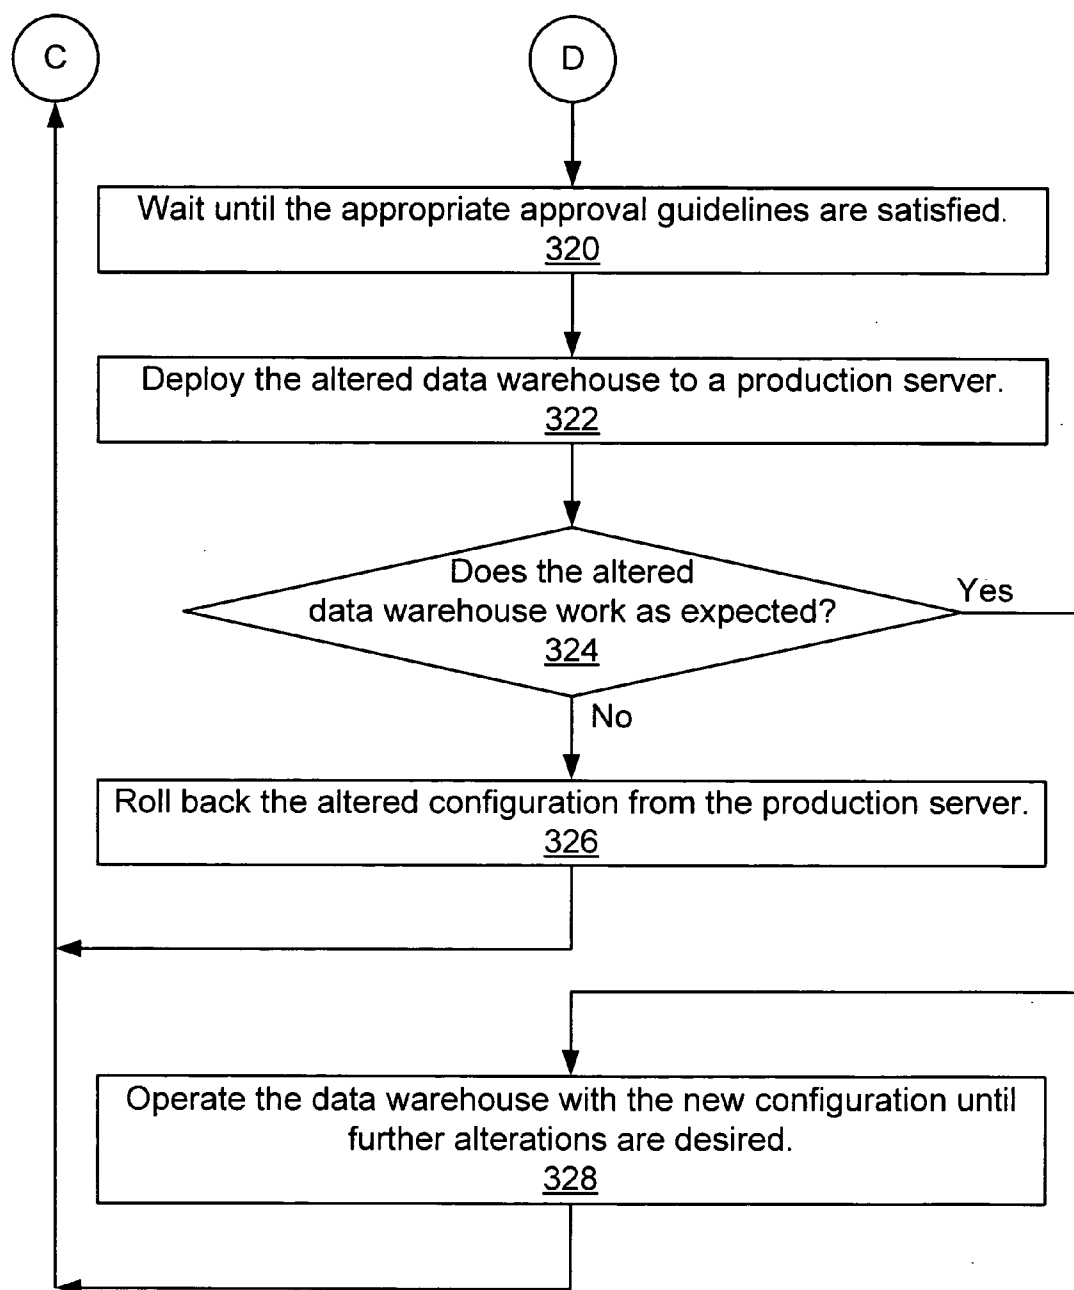 C
D
Wait until the appropriate approval guidelines are satisfied.
320
Deploy the altered data warehouse to a production server.
322
Does the altered
data warehouse work as expected?
324
Yes
No
Roll back the altered configuration from the production server.
326
Operate the data warehouse with the new configuration until
further alterations are desired.
328